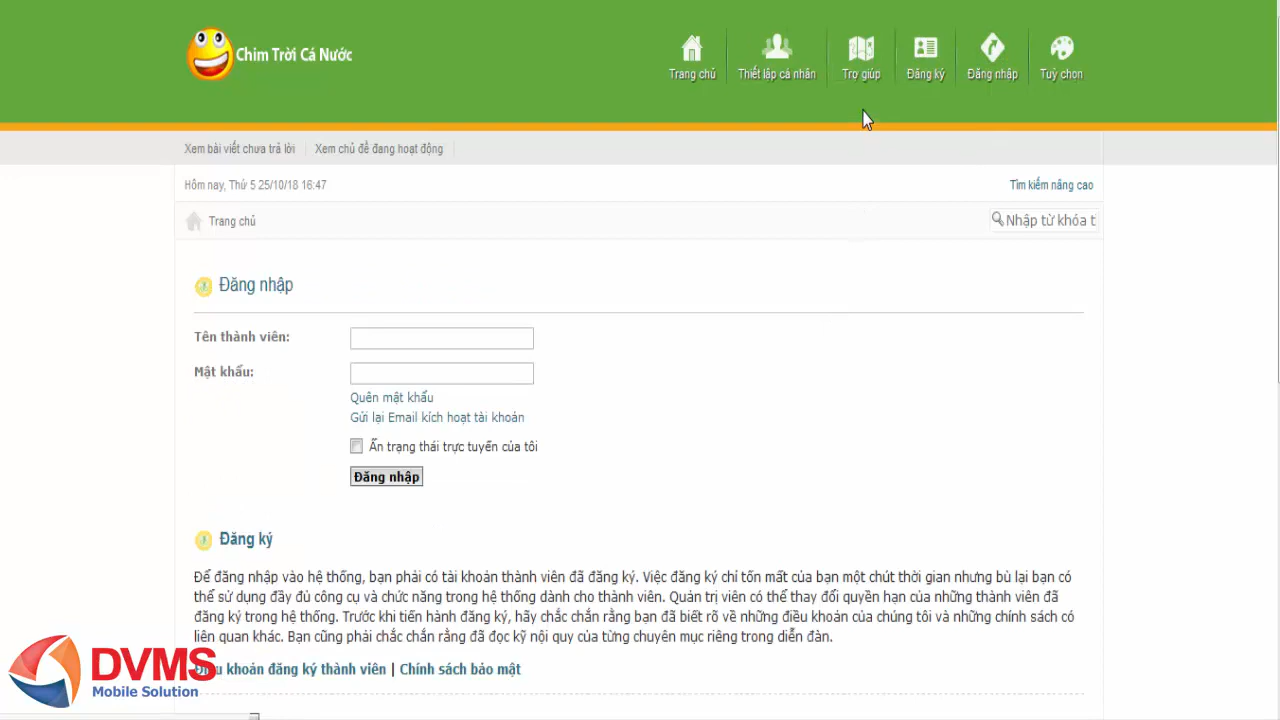 Chim Trời Cá Nước
Trang chủ
Thiết lập cá nhân
Trợ giúp
Đăng ký
Đăng nhập
Tuỳ chọn
Xem bài viết chưa trả lời
Xem chủ đề đang hoạt động
Hôm nay, Thứ 5 25/10/18 16:47
Tìm kiếm nâng cao
Trang chủ
Nhập từ khóa t
Đăng nhập
Tên thành viên:
Mật khẩu:
Quên mật khẩu
Gửi lại Email kích hoạt tài khoản
Ẩn trạng thái trực tuyến của tôi
Đăng nhập
Đăng ký
Để đăng nhập vào hệ thống, bạn phải có tài khoản thành viên đã đăng ký. Việc đăng ký chỉ tốn mất của bạn một chút thời gian nhưng bù lại bạn có
thể sử dụng đầy đủ công cụ và chức năng trong hệ thống dành cho thành viên. Quản trị viên có thể thay đổi quyền hạn của những thành viên đã
đăng ký trong hệ thống. Trước khi tiến hành đăng ký, hãy chắc chắn rằng bạn đã biết rõ về những điều khoản của chúng tôi và những chính sách có
liên quan khác. Bạn cũng phải chắc chắn rằng đã đọc kỹ nội quy của từng chuyên mục riêng trong diễn đàn.
khoản đăng ký thành viên | Chính sách bảo mật
DVMS
Mobile Solution